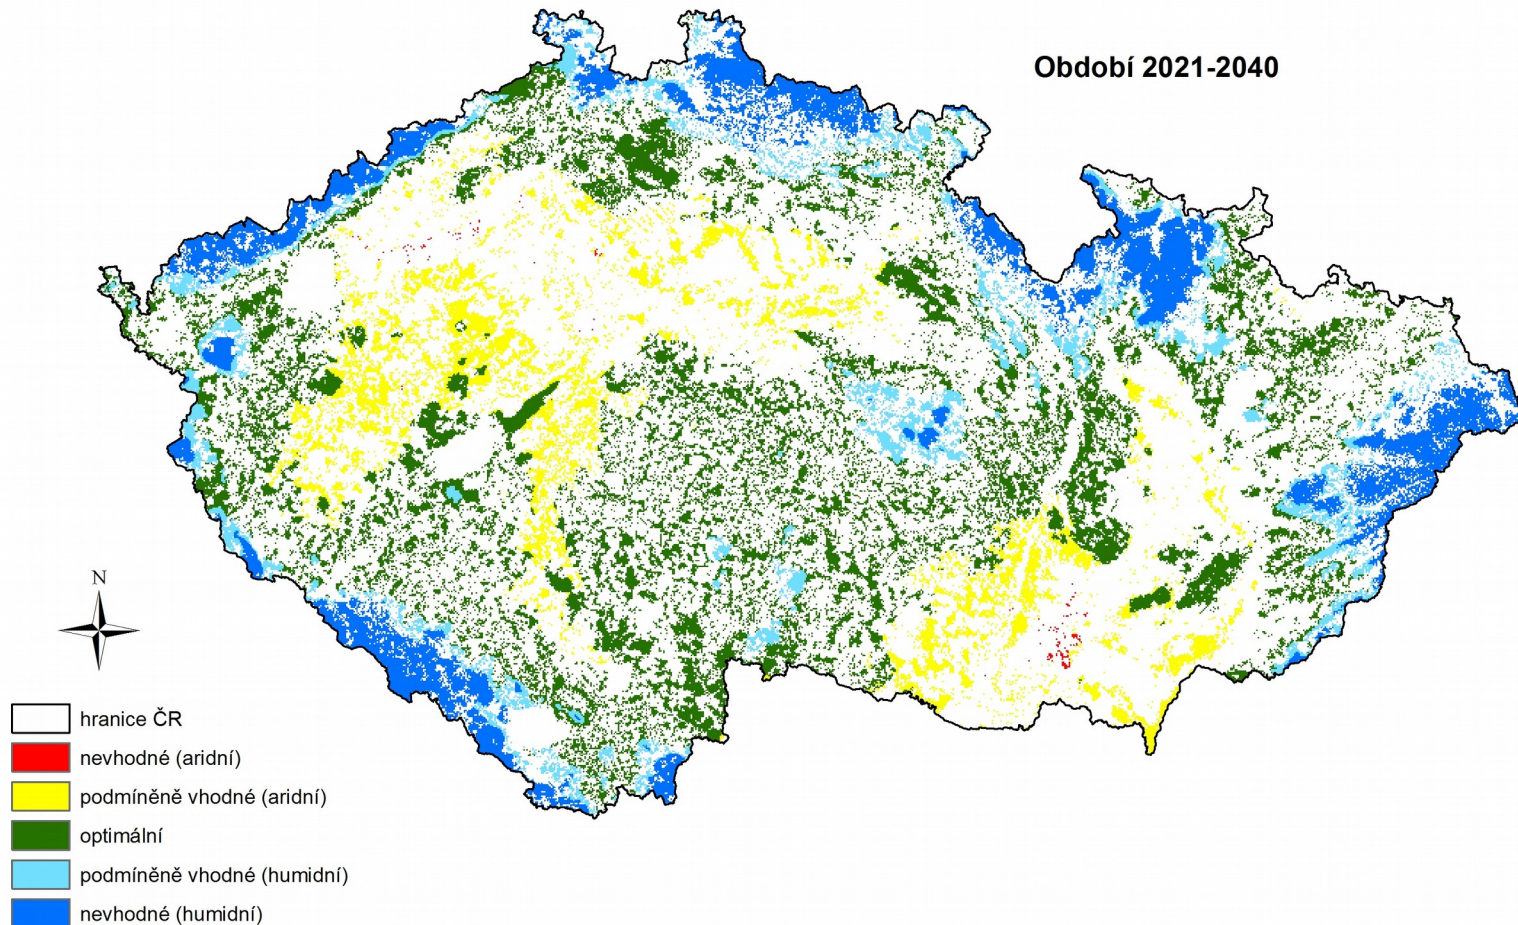 Období 2021-2040
N
hranice ČR
nevhodné (aridní)
podmíněně vhodné (aridní)
optimální
podmíněně vhodné (humidní)
nevhodné (humidní)